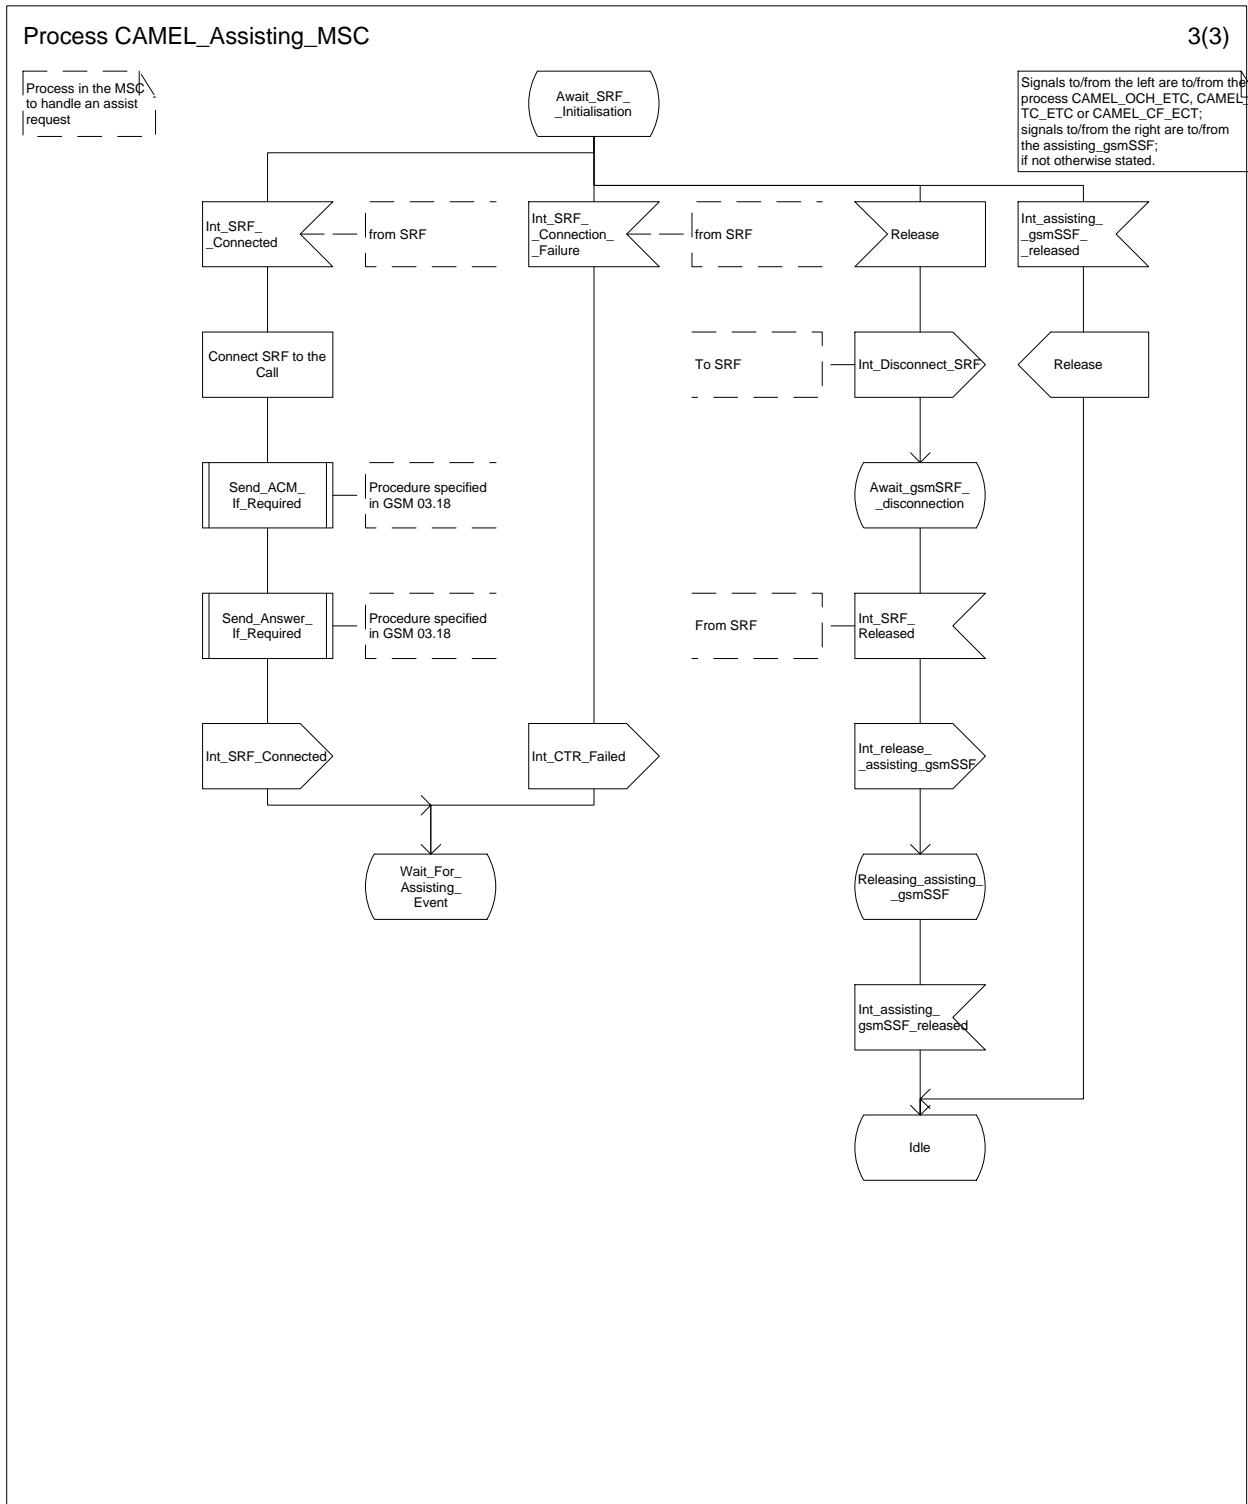 Process CAMEL_Assisting_MSC
3(3)
Process in the MSC
to handle an assist
request
Await_SRF_
_Initialisation
Signals to/from the left are to/from the
process CAMEL_OCH_ETC, CAMEL_
TC_ETC or CAMEL_CF_ECT;
signals to/from the right are to/from
the assisting_gsmSSF;
if not otherwise stated.
Int_SRF_
_Connected
from SRF
Int_SRF_
_Connection_
_Failure
from SRF
Release
Int_assisting_
_gsmSSF_
_released
Connect SRF to the
Call
To SRF
Int_Disconnect_SRF
Release
Send_ACM_
If_Required
Procedure specified
in GSM 03.18
Await_gsmSRF_
_disconnection
Send_Answer_
If_Required
Procedure specified
in GSM 03.18
From SRF
Int_SRF_
Released
Int_SRF_Connected
Int_CTR_Failed
Int_release_
_assisting_gsmSSF
Wait_For_
Assisting_
Event
Releasing_assisting_
_gsmSSF
Int_assisting_
gsmSSF_released
Idle